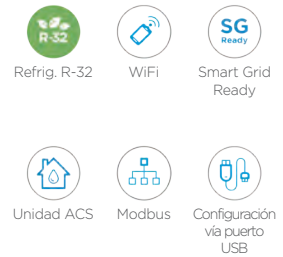 R-32
SG
Ready
Refrig. R-32
WiFi
Smart Grid
Ready
Unidad ACS
Modbus
Configuración
vía puerto
USB